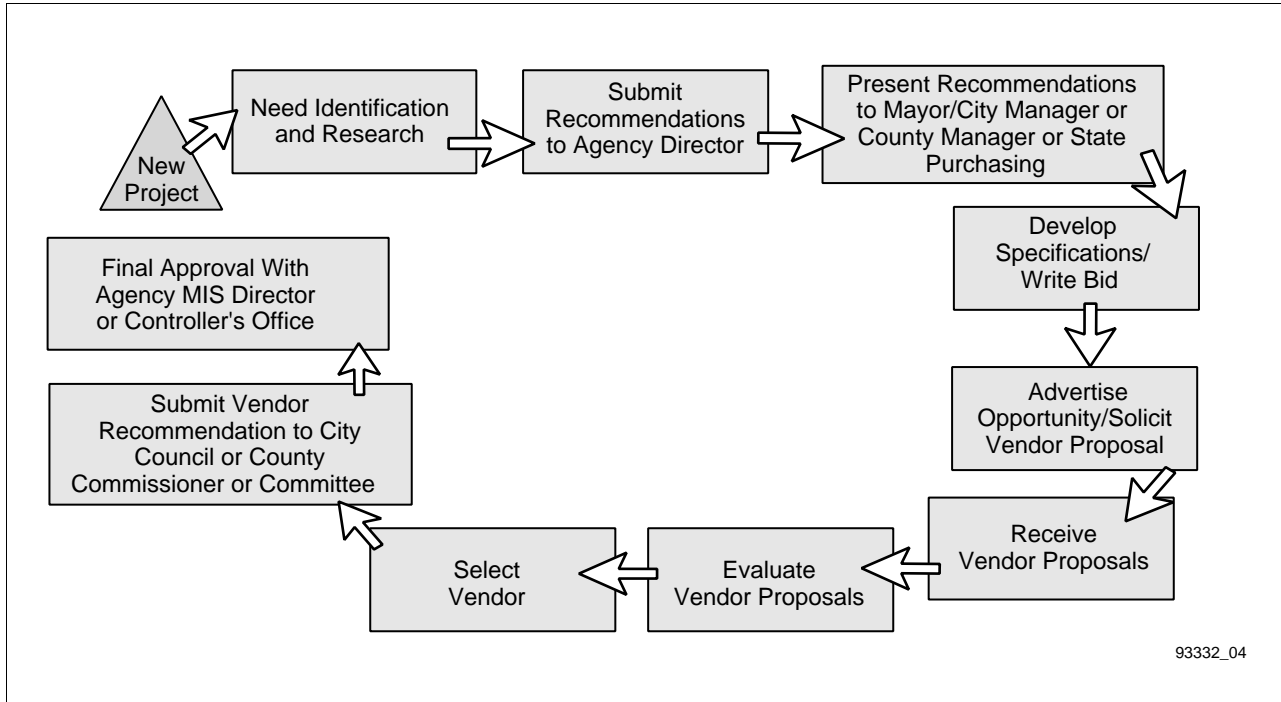 New
Project
Need Identification
and Research
Submit
Recommendations
to Agency Director
Present Recommendations
to Mayor/City Manager or
County Manager or State
Purchasing
Develop
Specifications/
Write Bid
Advertise
Opportunity/Solicit
Vendor Proposal
Receive
Vendor Proposals
Evaluate
Vendor Proposals
Select
Vendor
Submit Vendor
Recommendation to City
Council or County
Commissioner or Committee
Final Approval With
Agency MIS Director
or Controller's Office
93332_04